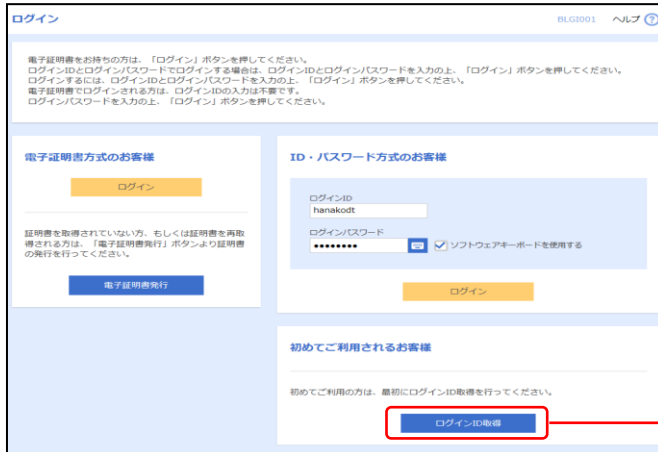 ログイン
BLGI001 ヘルプ ?
電子証明書をお持ちの方は、「ログイン」ボタンを押してください。
ログインIDとログインパスワードでログインする場合は、ログインIDとログインパスワードを入力の上、「ログイン」ボタンを押してください。
ログインするには、ログインIDとログインパスワードを入力の上、「ログイン」ボタンを押してください。
電子証明書でログインされる方は、ログインIDの入力は不要です。
ログインパスワードを入力の上、「ログイン」ボタンを押してください。
電子証明書方式のお客様
ログイン
証明書を取得されていない方、もしくは証明書を再取
得される方は、「電子証明書発行」ボタンより証明書
の発行を行ってください。
電子証明書発行
ID・パスワード方式のお客様
ログインID
hanakodt
ログインパスワード
••••••••
ソフトウェアキーボードを使用する
ログイン
初めてご利用されるお客様
初めてご利用の方は、最初にログインID取得を行ってください。
ログインID取得